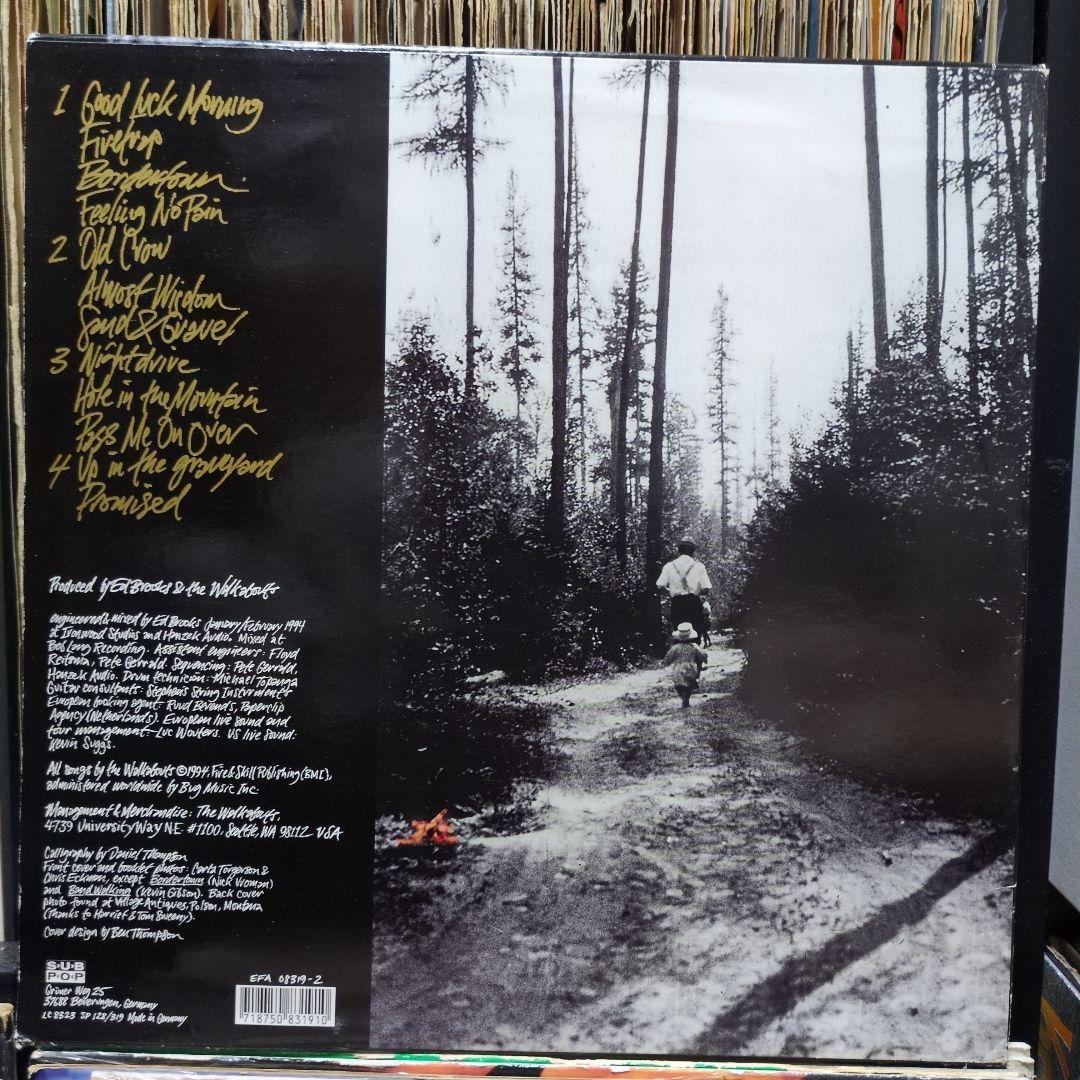 1 Good Luck Morning
Firetrap
Bordertown
Feeling No Pain
2 Old Crow
Almost Wisdom
Sand & Gravel
3 Nightdrive
Hole in the Mountain
Pass Me On Over
4 Up in the graveyard
Promised
Produced by Ed Brooks & the Walkabouts
engineered & mixed by Ed Brooks January/February 1994
at Ironwood Studios and Hanzek Audio. Mixed at
Bob Lang Recording. Assistent engineers: Floyd
Reitsma, Pete Gerrald. Sequencing: Pete Gerrald,
Hanzek Audio. Drum technician: Michael Topanga
Guitar consultants: Stephen's String Instruments
European booking agent: Ruud Berends, Paperclip
Agency (Netherlands). European live sound and
tour management: Luc Wouters. US live sound:
Kevin Suggs.
All songs by the Walkabouts ©1994. Fire & Skill Publishing (BMI),
administered worldwide by Bug Music Inc.
Management & Merchandise: The Walkabouts,
4739 University Way NE #1100, Seattle, WA 98112 USA
Calligraphy by Daniel Thompson
Front cover and booklet photos: Carla Torgerson &
Chris Eckman, except Bordertown (Nick Vroman)
and Band Walking (Kevin Gibson). Back cover
photo found at Village Antiques, Polson, Montana
(Thanks to Harriet & Tom Sweeny).
Cover design by Ben Thompson
SUB
POP
EFA 08319-2
Grüner Weg 25
37688 Beverungen, Germany
LC 8323 SP 128/319 Made in Germany
718750 831910